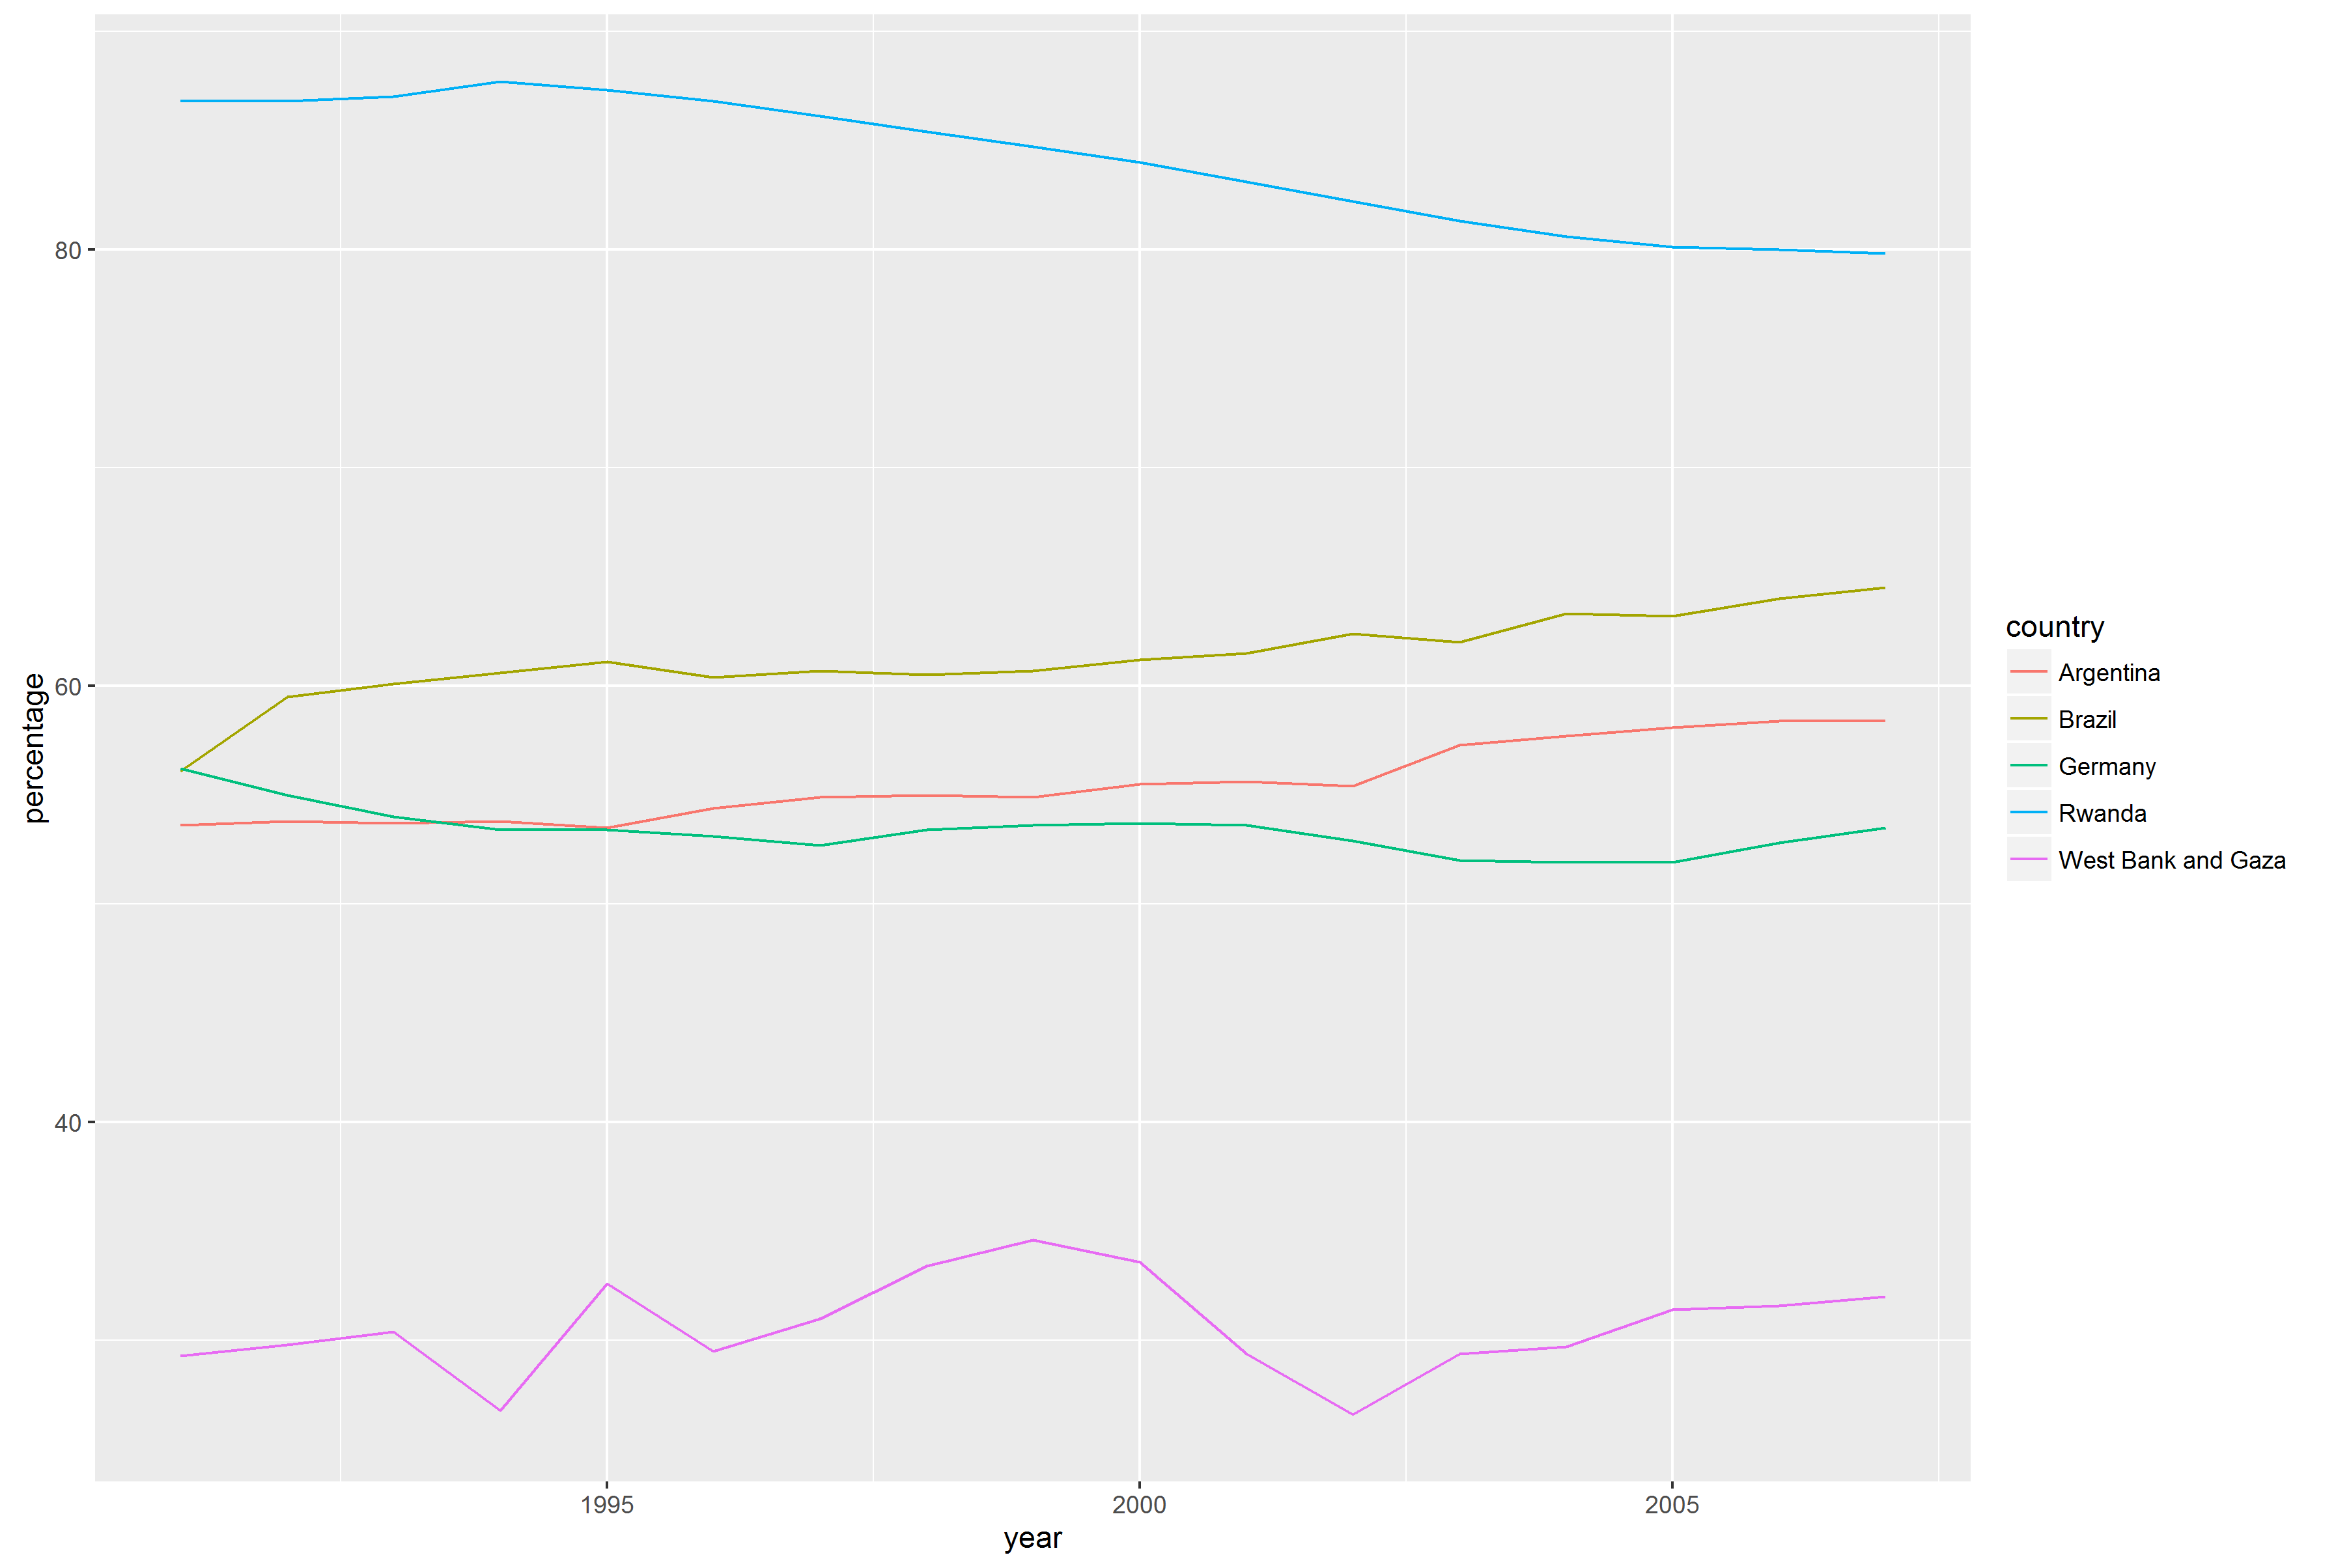 percentage
80
60
40
1995
2000
2005
year
country
Argentina
Brazil
Germany
Rwanda
West Bank and Gaza